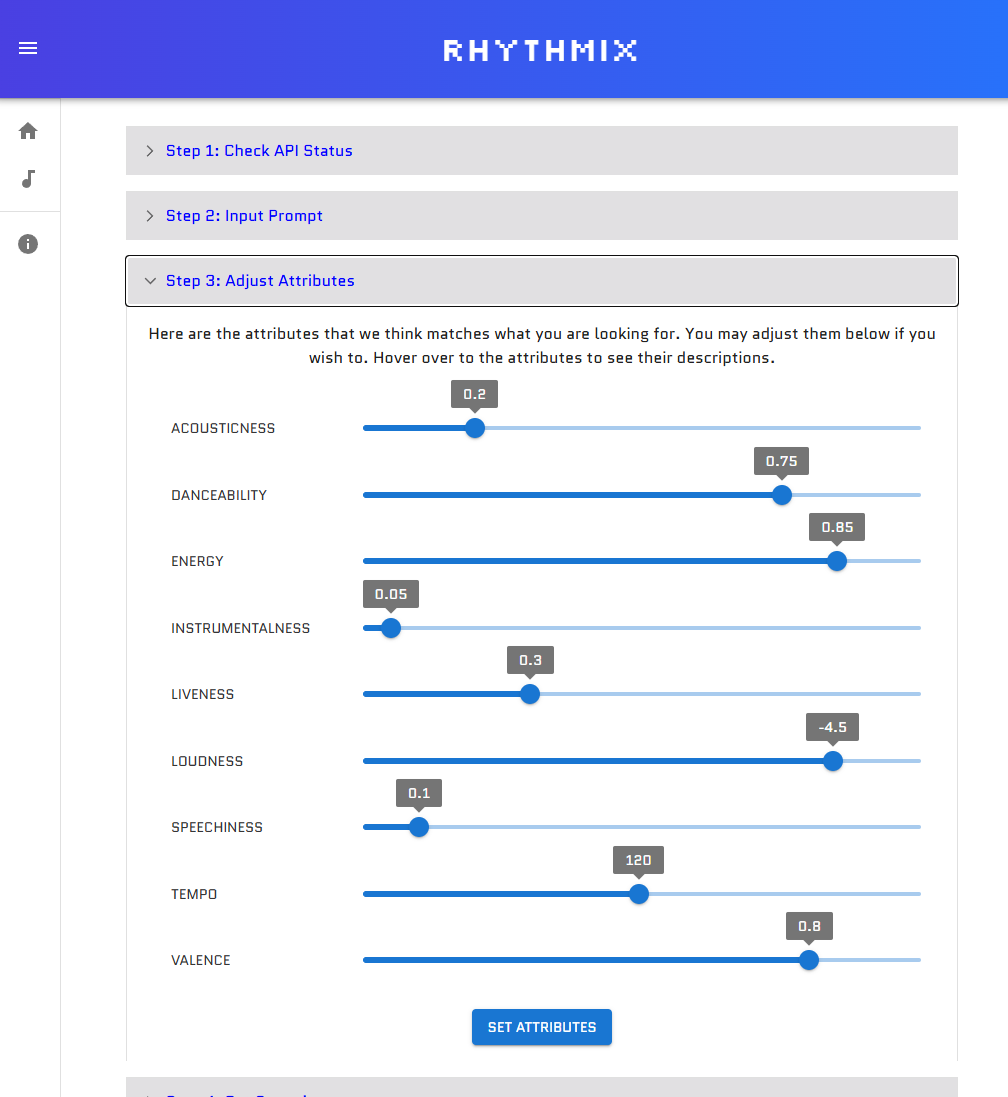 RHYTHMIX
Step 1: Check API Status
Step 2: Input Prompt
Step 3: Adjust Attributes
Here are the attributes that we think matches what you are looking for. You may adjust them below if you
wish to. Hover over to the attributes to see their descriptions.
0.2
ACOUSTICNESS
0.75
DANCEABILITY
0.85
ENERGY
0.05
INSTRUMENTALNESS
0.3
LIVENESS
-4.5
LOUDNESS
0.1
SPEECHINESS
120
TEMPO
0.8
VALENCE
SET ATTRIBUTES